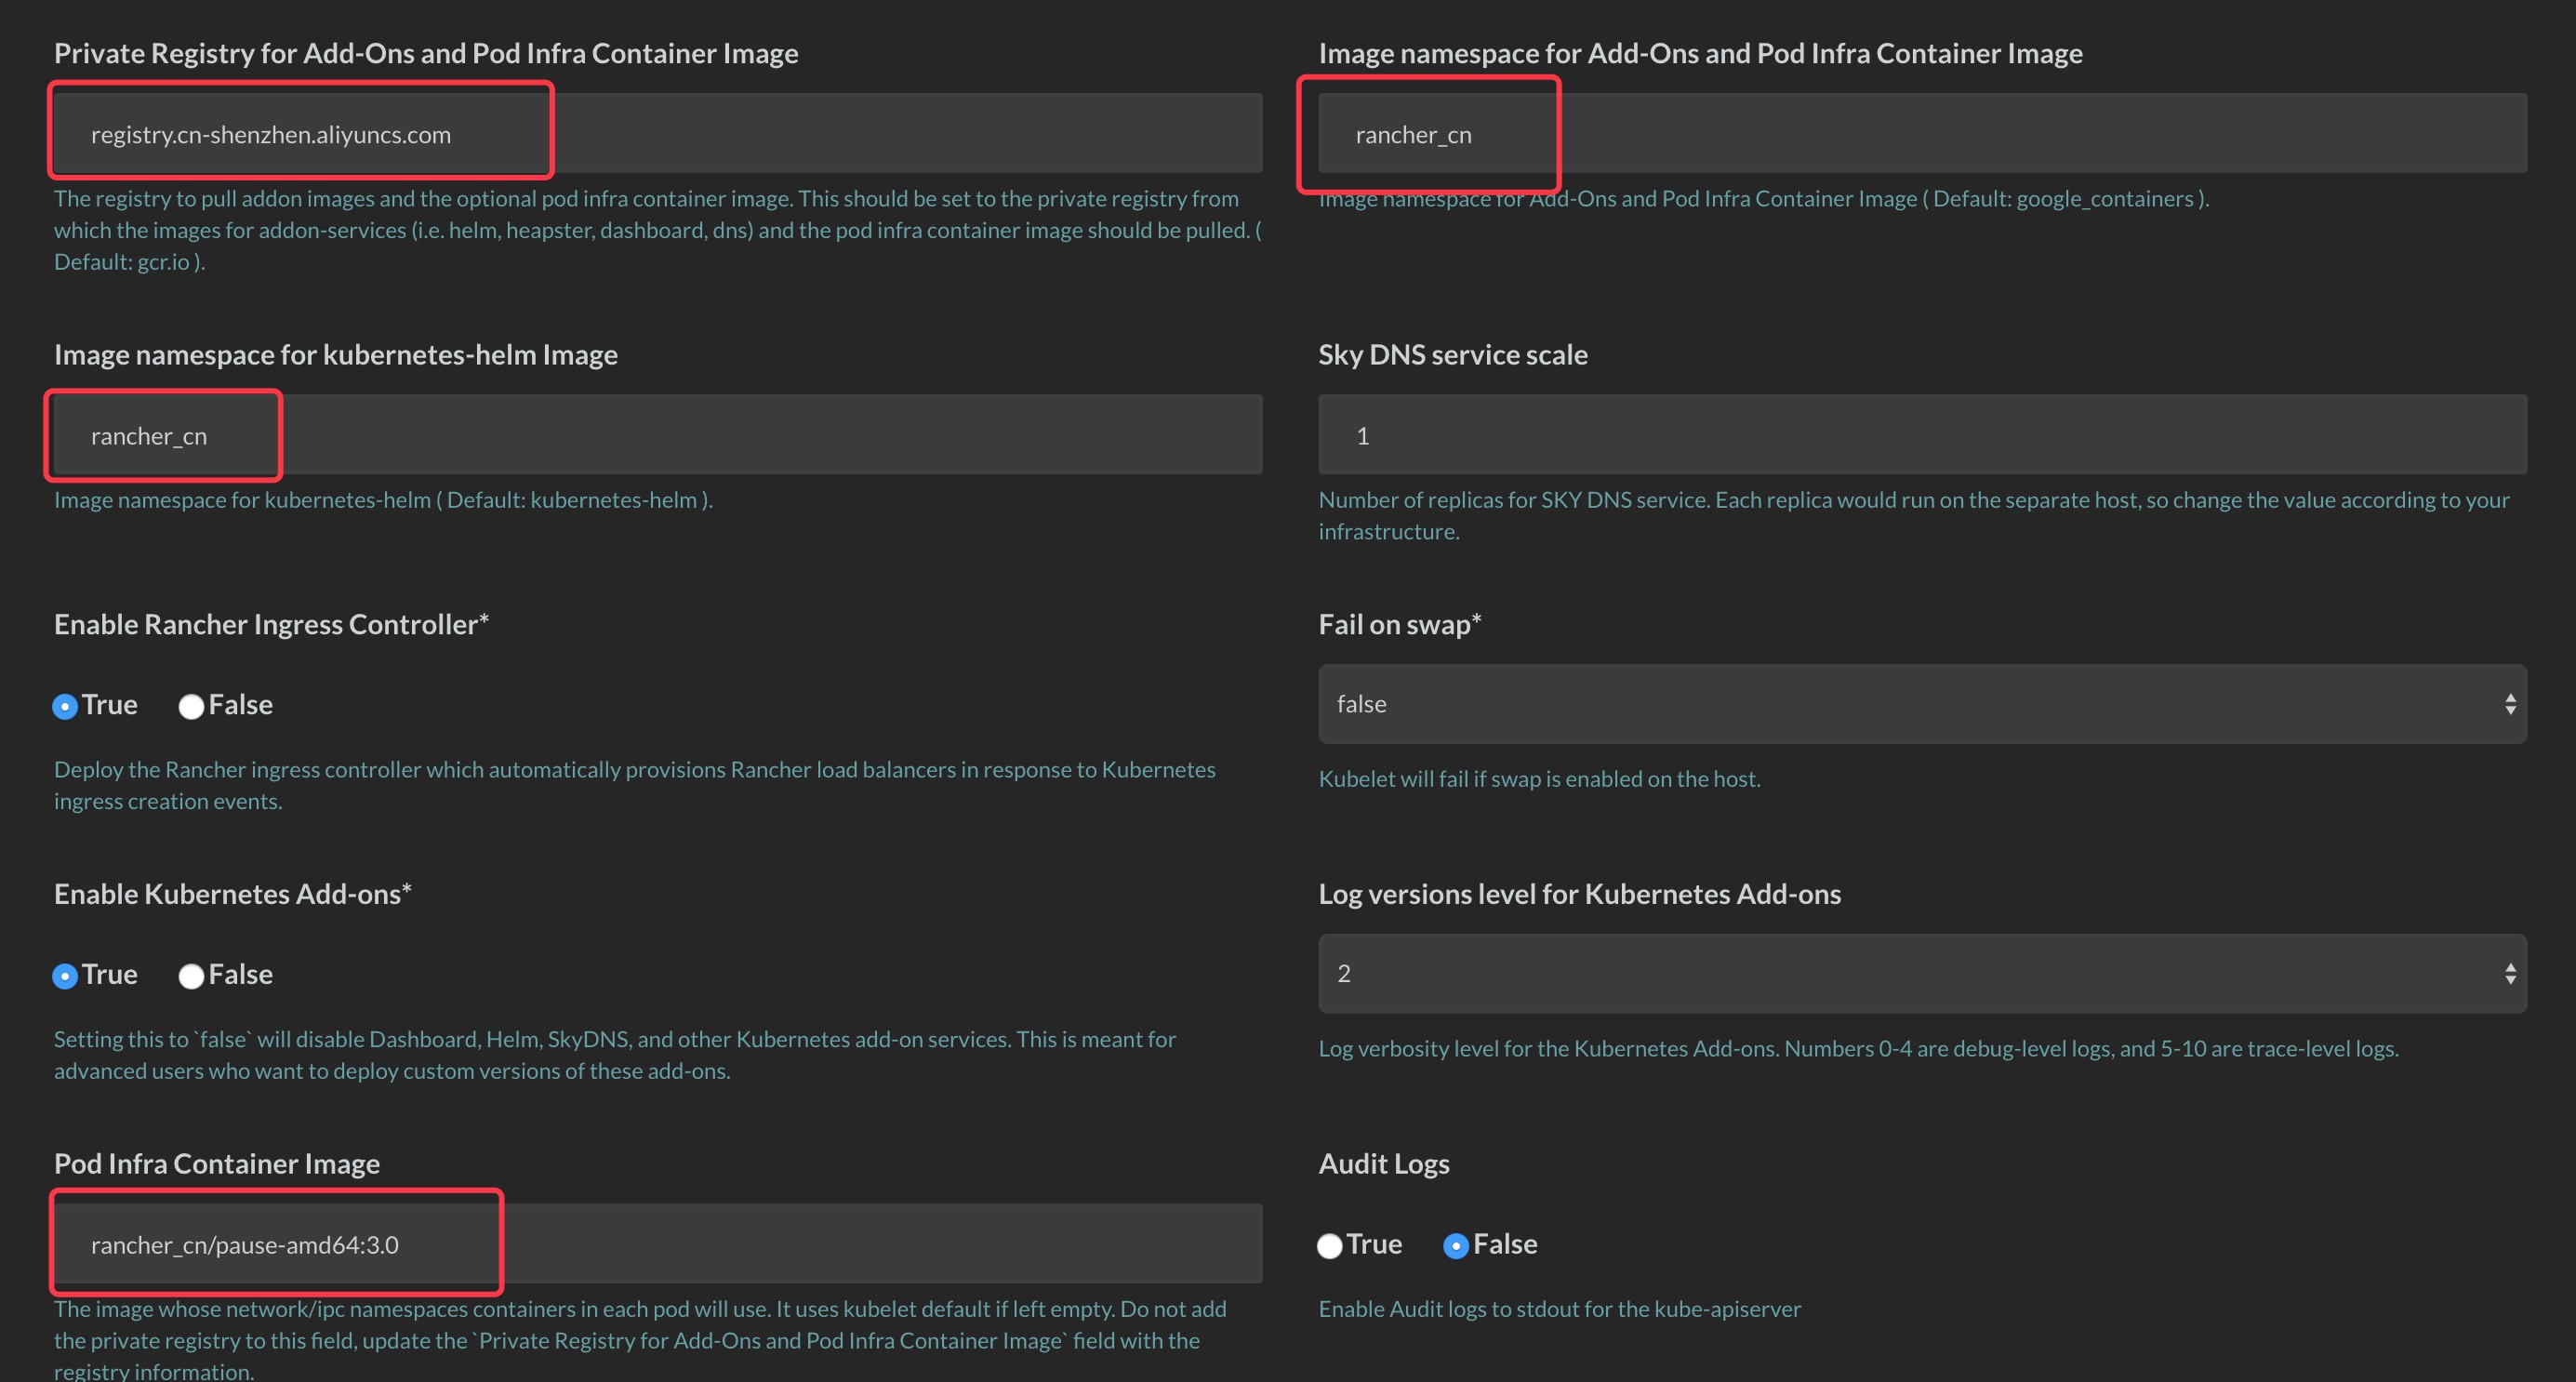 Private Registry for Add-Ons and Pod Infra Container Image
registry.cn-shenzhen.aliyuncs.com
The registry to pull addon images and the optional pod infra container image. This should be set to the private registry from
which the images for addon-services (i.e. helm, heapster, dashboard, dns) and the pod infra container image should be pulled. (
Default: gcr.io ).
Image namespace for Add-Ons and Pod Infra Container Image
rancher_cn
Image namespace for Add-Ons and Pod Infra Container Image ( Default: google_containers ).
Image namespace for kubernetes-helm Image
rancher_cn
Image namespace for kubernetes-helm ( Default: kubernetes-helm ).
Sky DNS service scale
1
Number of replicas for SKY DNS service. Each replica would run on the separate host, so change the value according to your
infrastructure.
Enable Rancher Ingress Controller*
True False
Deploy the Rancher ingress controller which automatically provisions Rancher load balancers in response to Kubernetes
ingress creation events.
Fail on swap*
false
Kubelet will fail if swap is enabled on the host.
Enable Kubernetes Add-ons*
True False
Setting this to `false` will disable Dashboard, Helm, SkyDNS, and other Kubernetes add-on services. This is meant for
advanced users who want to deploy custom versions of these add-ons.
Log versions level for Kubernetes Add-ons
2
Log verbosity level for the Kubernetes Add-ons. Numbers 0-4 are debug-level logs, and 5-10 are trace-level logs.
Pod Infra Container Image
rancher_cn/pause-amd64:3.0
The image whose network/ipc namespaces containers in each pod will use. It uses kubelet default if left empty. Do not add
the private registry to this field, update the `Private Registry for Add-Ons and Pod Infra Container Image` field with the
registry information.
Audit Logs
True False
Enable Audit logs to stdout for the kube-apiserver